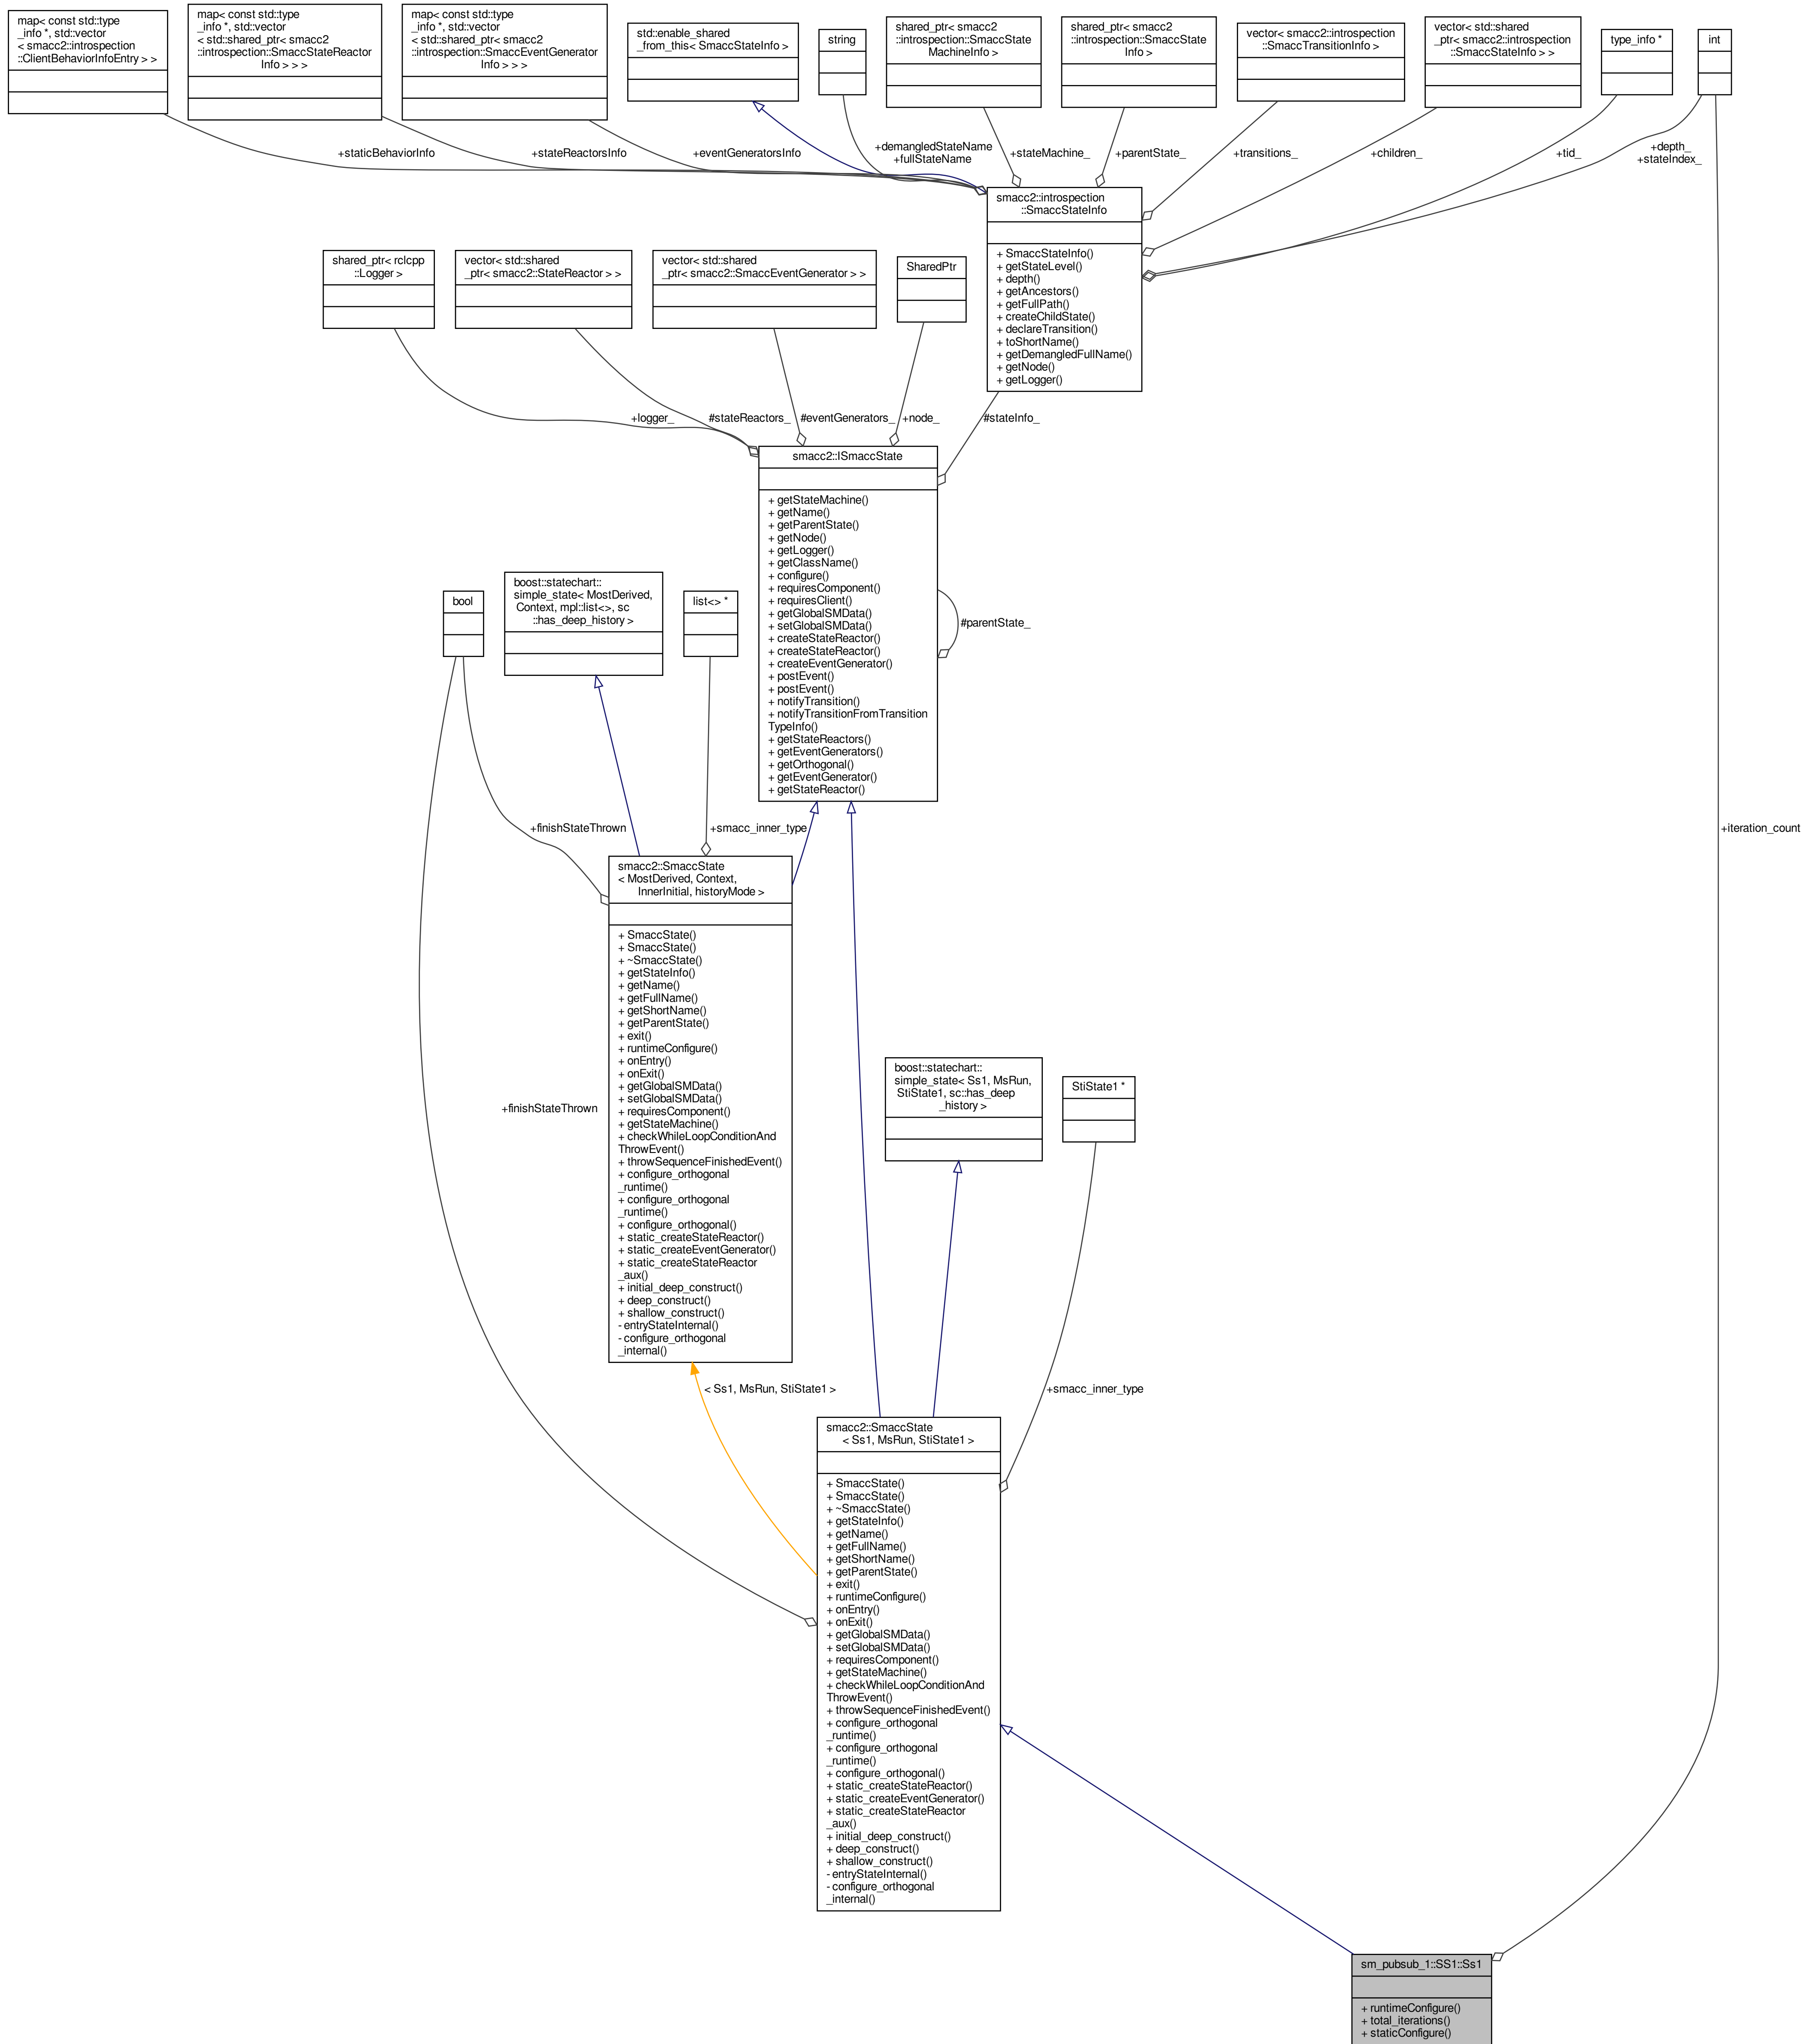 map< const std::type
_info *, std::vector
< smacc2::introspection
::ClientBehaviorInfoEntry > >
map< const std::type
_info *, std::vector
< std::shared_ptr< smacc2
::introspection::SmaccStateReactor
Info > > >
map< const std::type
_info *, std::vector
< std::shared_ptr< smacc2
::introspection::SmaccEventGenerator
Info > > >
std::enable_shared
_from_this< SmaccStateInfo >
string
shared_ptr< smacc2
::introspection::SmaccState
MachineInfo >
shared_ptr< smacc2
::introspection::SmaccState
Info >
vector< smacc2::introspection
::SmaccTransitionInfo >
vector< std::shared
_ptr< smacc2::introspection
::SmaccStateInfo > >
type_info *
int
+staticBehaviorInfo
+stateReactorsInfo
+eventGeneratorsInfo
+demangledStateName
+fullStateName
+stateMachine_
+parentState_
+transitions_
+children_
+tid_
+depth_
+stateIndex_
smacc2::introspection
::SmaccStateInfo
+ SmaccStateInfo()
+ getStateLevel()
+ depth()
+ getAncestors()
+ getFullPath()
+ createChildState()
+ declareTransition()
+ toShortName()
+ getDemangledFullName()
+ getNode()
+ getLogger()
shared_ptr< rclcpp
::Logger >
vector< std::shared
_ptr< smacc2::StateReactor > >
vector< std::shared
_ptr< smacc2::SmaccEventGenerator > >
SharedPtr
+logger_
#stateReactors_
#eventGenerators_
+node_
#stateInfo_
smacc2::ISmaccState
+ getStateMachine()
+ getName()
+ getParentState()
+ getNode()
+ getLogger()
+ getClassName()
+ configure()
+ requiresComponent()
+ requiresClient()
+ getGlobalSMData()
+ setGlobalSMData()
+ createStateReactor()
+ createStateReactor()
+ createEventGenerator()
+ postEvent()
+ postEvent()
+ notifyTransition()
+ notifyTransitionFromTransition
TypeInfo()
+ getStateReactors()
+ getEventGenerators()
+ getOrthogonal()
+ getEventGenerator()
+ getStateReactor()
#parentState_
bool
boost::statechart::
simple_state< MostDerived,
Context, mpl::list<>, sc
::has_deep_history >
list<> *
+finishStateThrown
+smacc_inner_type
+iteration_count
smacc2::SmaccState
< MostDerived, Context,
InnerInitial, historyMode >
+ SmaccState()
+ SmaccState()
+ ~SmaccState()
+ getStateInfo()
+ getName()
+ getFullName()
+ getShortName()
+ getParentState()
+ exit()
+ runtimeConfigure()
+ onEntry()
+ onExit()
+ getGlobalSMData()
+ setGlobalSMData()
+ requiresComponent()
+ getStateMachine()
+ checkWhileLoopConditionAnd
ThrowEvent()
+ throwSequenceFinishedEvent()
+ configure_orthogonal
_runtime()
+ configure_orthogonal
_runtime()
+ configure_orthogonal()
+ static_createStateReactor()
+ static_createEventGenerator()
+ static_createStateReactor
_aux()
+ initial_deep_construct()
+ deep_construct()
+ shallow_construct()
- entryStateInternal()
- configure_orthogonal
_internal()
+finishStateThrown
boost::statechart::
simple_state< Ss1, MsRun,
StiState1, sc::has_deep
_history >
StiState1 *
< Ss1, MsRun, StiState1 >
+smacc_inner_type
smacc2::SmaccState
< Ss1, MsRun, StiState1 >
+ SmaccState()
+ SmaccState()
+ ~SmaccState()
+ getStateInfo()
+ getName()
+ getFullName()
+ getShortName()
+ getParentState()
+ exit()
+ runtimeConfigure()
+ onEntry()
+ onExit()
+ getGlobalSMData()
+ setGlobalSMData()
+ requiresComponent()
+ getStateMachine()
+ checkWhileLoopConditionAnd
ThrowEvent()
+ throwSequenceFinishedEvent()
+ configure_orthogonal
_runtime()
+ configure_orthogonal
_runtime()
+ configure_orthogonal()
+ static_createStateReactor()
+ static_createEventGenerator()
+ static_createStateReactor
_aux()
+ initial_deep_construct()
+ deep_construct()
+ shallow_construct()
- entryStateInternal()
- configure_orthogonal
_internal()
sm_pubsub_1::SS1::Ss1
+ runtimeConfigure()
+ total_iterations()
+ staticConfigure()